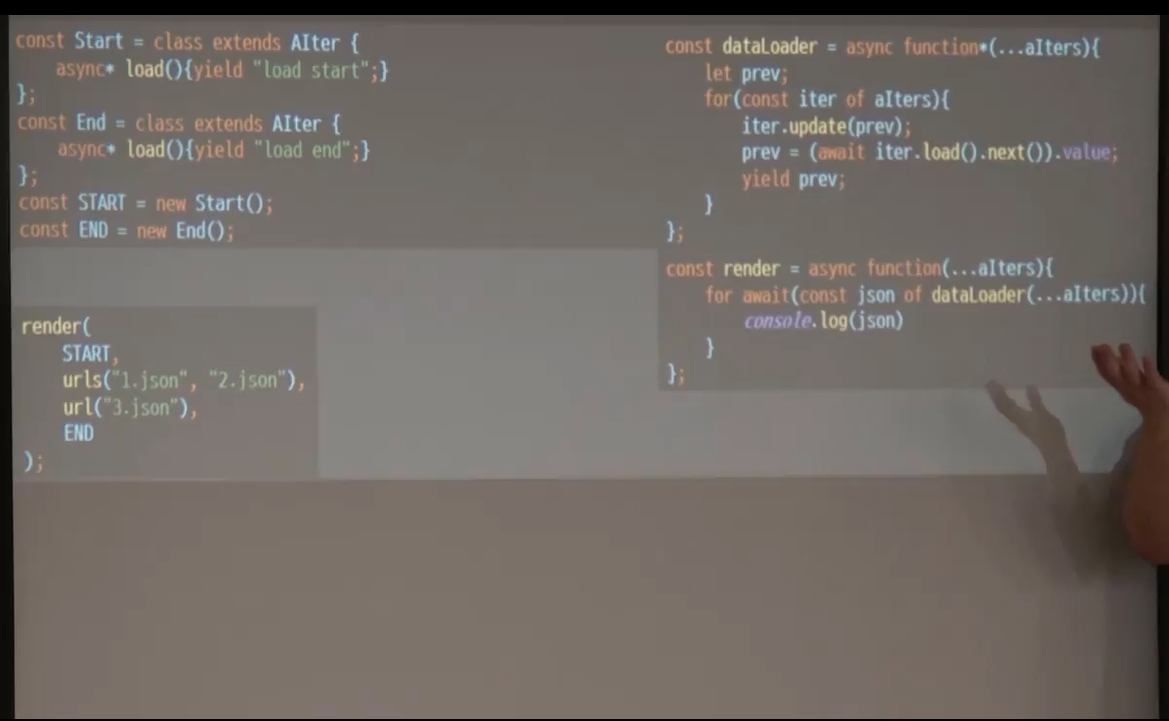 const Start = class extends AIter {
    async* load(){yield "load start";}
};
const End = class extends AIter {
    async* load(){yield "load end";}
};
const START = new Start();
const END = new End();
render(
    START,
    urls("1.json", "2.json"),
    url("3.json"),
    END
);
const dataLoader = async function*(...aIters){
    let prev;
    for(const iter of aIters){
        iter.update(prev);
        prev = (await iter.load().next()).value;
        yield prev;
    }
};
const render = async function(...aIters){
    for await(const json of dataLoader(...aIters)){
        console.log(json)
    }
};